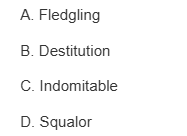 A. Fledgling
B. Destitution
C. Indomitable
D. Squalor